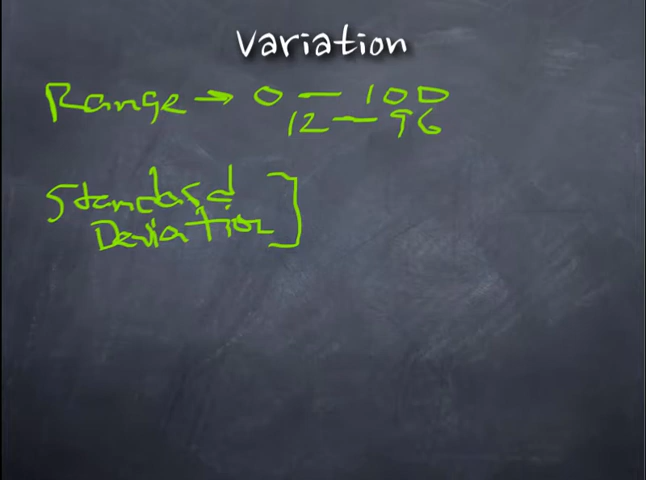 Variation
Range → 0 — 100
12 — 96
Standard
Deviation